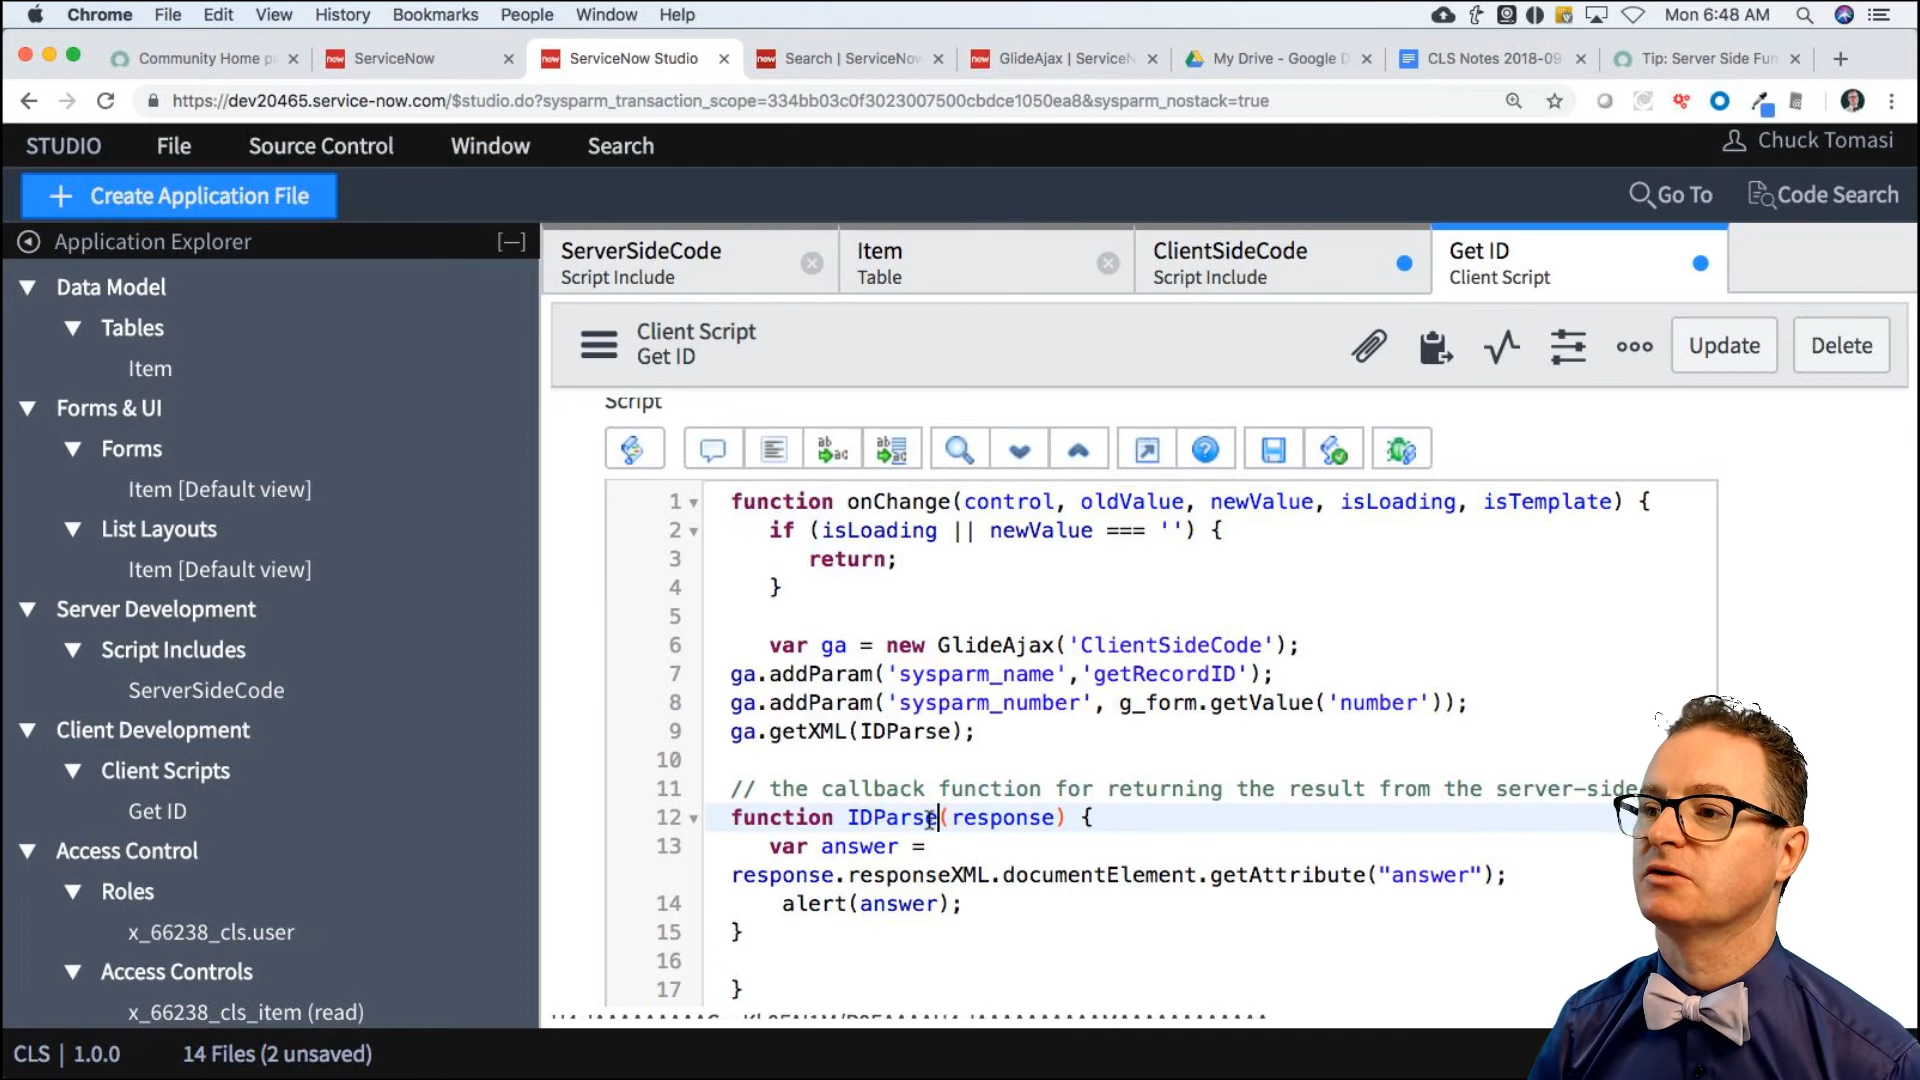 Chrome File Edit View History Bookmarks People Window Help Mon 6:48 AM
Community Home p ServiceNow ServiceNow Studio Search | ServiceNow GlideAjax | ServiceN My Drive - Google D CLS Notes 2018-09 Tip: Server Side Fun
https://dev20465.service-now.com/$studio.do?sysparm_transaction_scope=334bb03c0f3023007500cbdce1050ea8&sysparm_nostack=true
STUDIO File Source Control Window Search Chuck Tomasi
Create Application File Go To Code Search
Application Explorer [—]
Data Model
Tables
Item
Forms & UI
Forms
Item [Default view]
List Layouts
Item [Default view]
Server Development
Script Includes
ServerSideCode
Client Development
Client Scripts
Get ID
Access Control
Roles
x_66238_cls.user
Access Controls
x_66238_cls_item (read)
CLS | 1.0.0 14 Files (2 unsaved)
ServerSideCode Item ClientSideCode Get ID
Script Include Table Script Include Client Script
Client Script
Get ID
Update Delete
Script
1 function onChange(control, oldValue, newValue, isLoading, isTemplate) {
2 if (isLoading || newValue === '') {
3 return;
4 }
5
6 var ga = new GlideAjax('ClientSideCode');
7 ga.addParam('sysparm_name','getRecordID');
8 ga.addParam('sysparm_number', g_form.getValue('number'));
9 ga.getXML(IDParse);
10
11 // the callback function for returning the result from the server-side
12 function IDParse(response) {
13 var answer =
response.responseXML.documentElement.getAttribute("answer");
14 alert(answer);
15 }
16
17 }